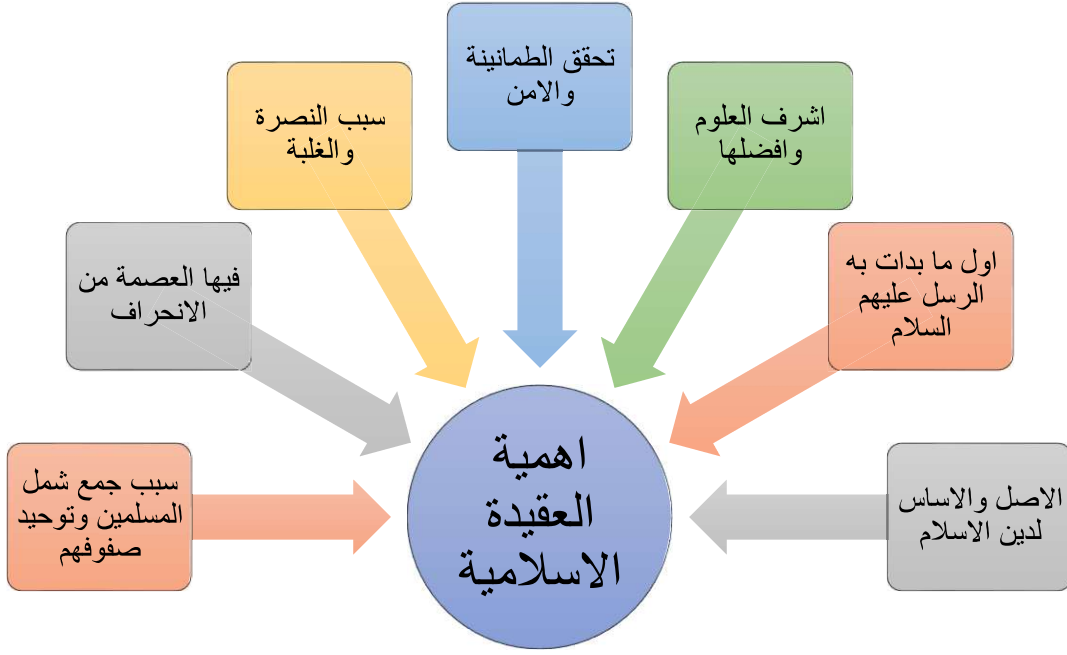 تحقق الطمانينة
والامن
اشرف العلوم
وافضلها
سبب النصرة
والغلبة
اول ما بدات به
الرسل عليهم
السلام
فيها العصمة من
الانحراف
الاصل والاساس
لدين الاسلام
سبب جمع شمل
المسلمين وتوحيد
صفوفهم
اهمية
العقيدة
الاسلامية